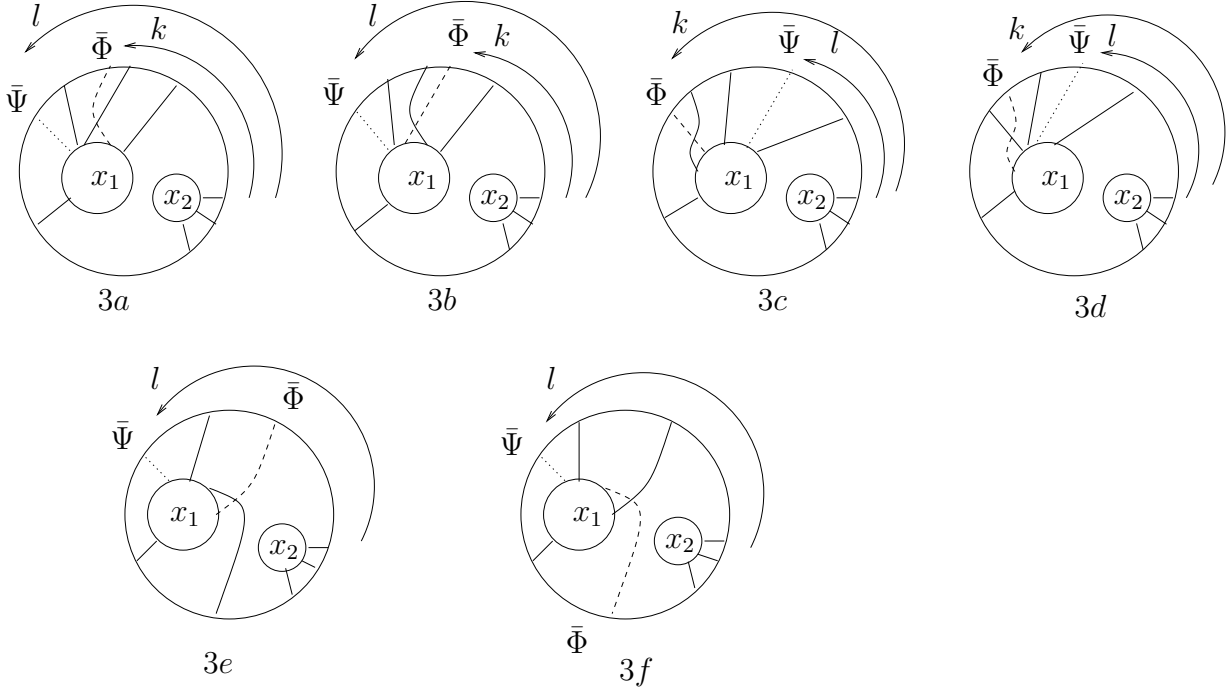 l k Φ̄ Ψ̄ x₁ x₂
3a
l k Φ̄ Ψ̄ x₁ x₂
3b
k Ψ̄ l Φ̄ x₁ x₂
3c
k Ψ̄ l Φ̄ x₁ x₂
3d
l Φ̄ Ψ̄ x₁ x₂
3e
l Ψ̄ x₁ x₂ Φ̄
3f